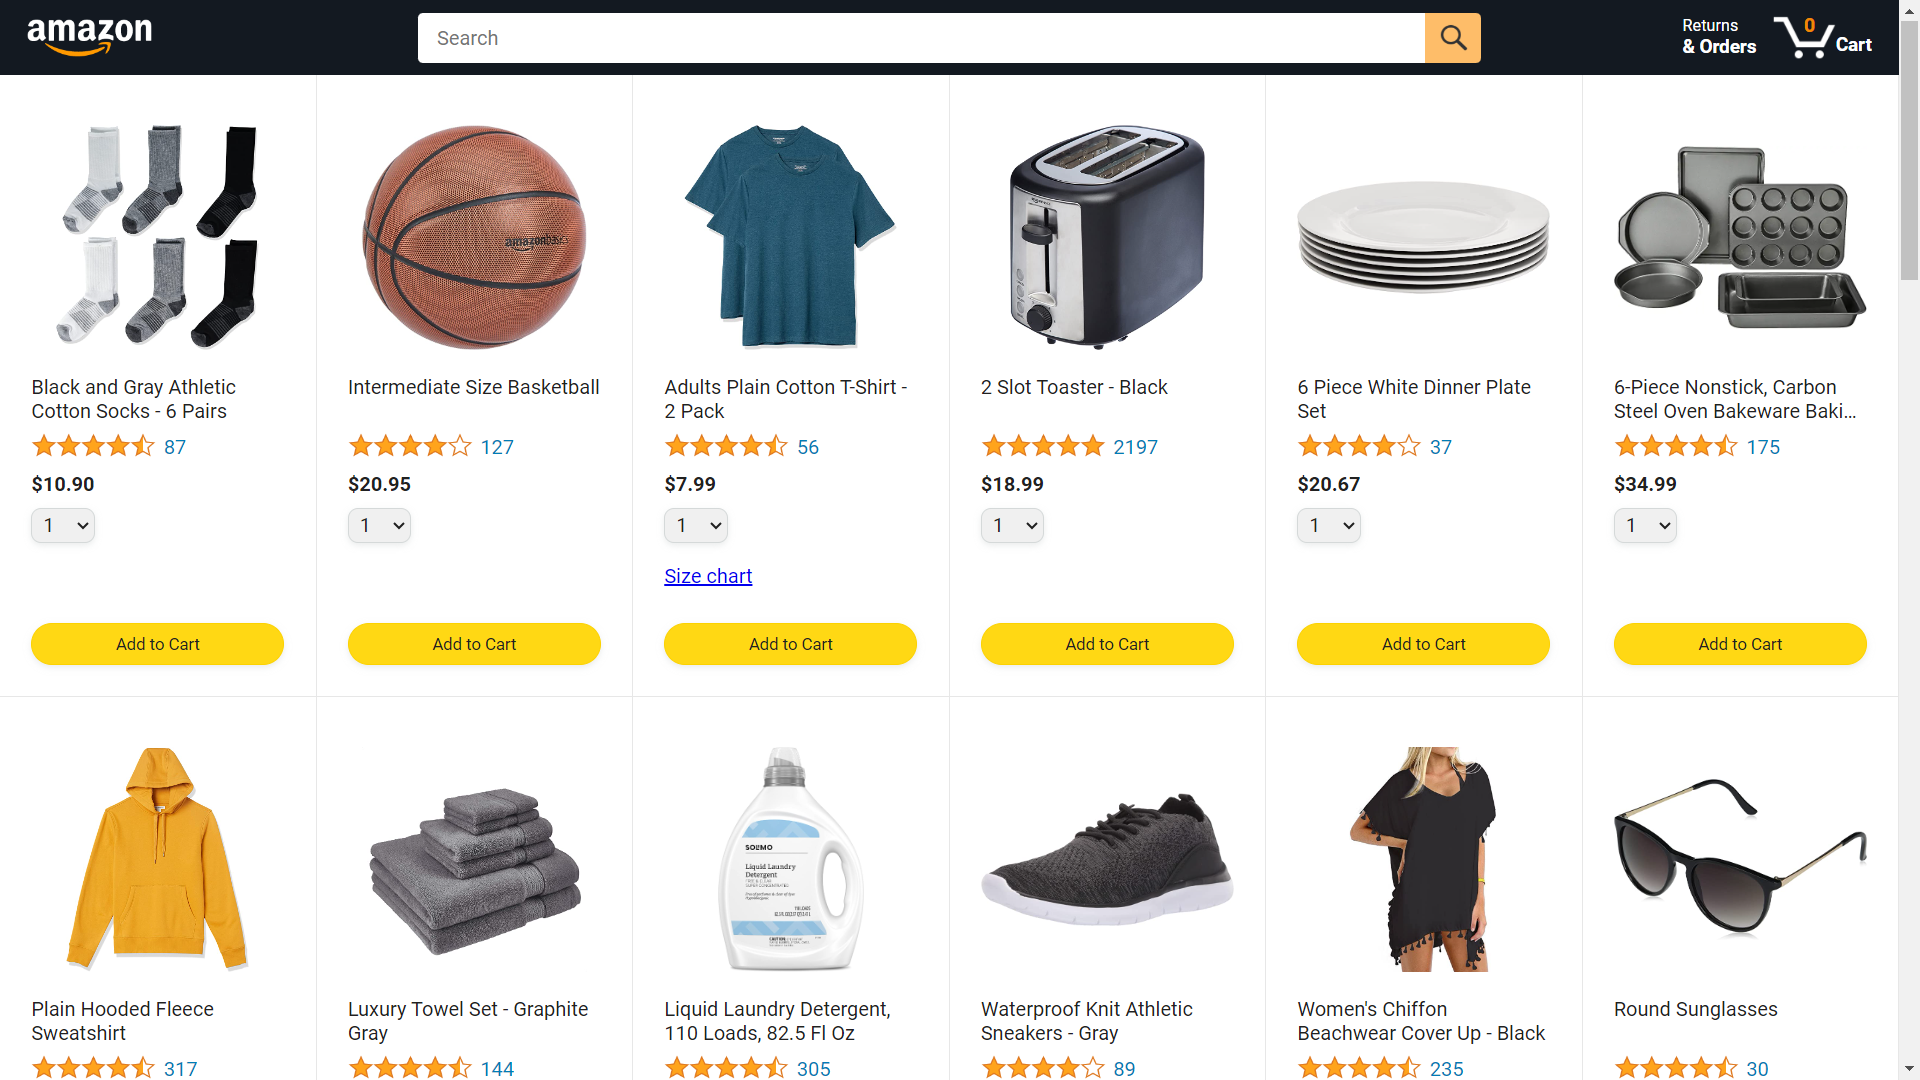 amazon
Search
Returns
& Orders
0
Cart
amazonbasics
Black and Gray Athletic
Cotton Socks - 6 Pairs
87
$10.90
1
Add to Cart
Intermediate Size Basketball
127
$20.95
1
Add to Cart
Adults Plain Cotton T-Shirt -
2 Pack
56
$7.99
1
Size chart
Add to Cart
2 Slot Toaster - Black
2197
$18.99
1
Add to Cart
6 Piece White Dinner Plate
Set
37
$20.67
1
Add to Cart
6-Piece Nonstick, Carbon
Steel Oven Bakeware Baki...
175
$34.99
1
Add to Cart
Plain Hooded Fleece
Sweatshirt
317
Luxury Towel Set - Graphite
Gray
144
SOLIMO
Liquid Laundry
Detergent
Liquid Laundry Detergent,
110 Loads, 82.5 Fl Oz
305
Waterproof Knit Athletic
Sneakers - Gray
89
Women's Chiffon
Beachwear Cover Up - Black
235
Round Sunglasses
30